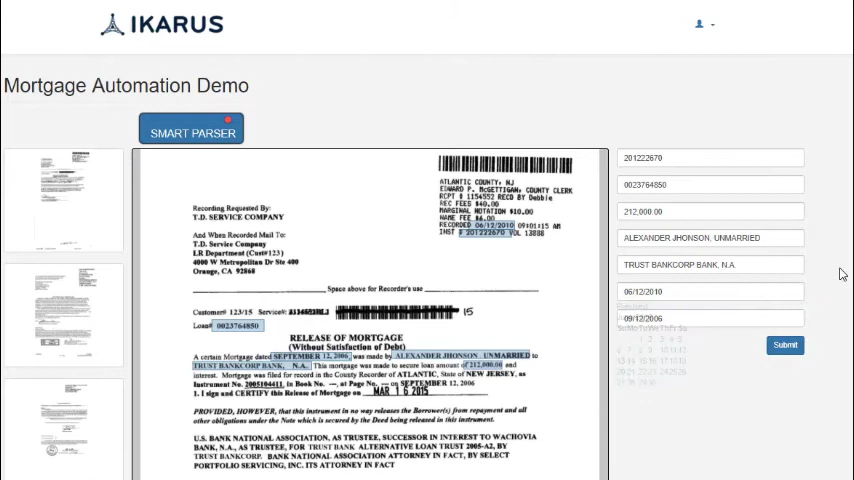 IKARUS
Mortgage Automation Demo
SMART PARSER
ATLANTIC COUNTY, NJ
EDWARD P. McGETTIGAN, COUNTY CLERK
RCPT # 1154552 RECD BY Debbie
REC FEES $40.00
MARGINAL NOTATION $10.00
NAME FEE $6.00
RECORDED 06/12/2010 09:01:15 AM
INST # 201222670 VOL 13888
Recording Requested By:
T.D. SERVICE COMPANY
And When Recorded Mail To:
T.D. Service Company
LR Department (Cust#123)
4000 W Metropolitan Dr Ste 400
Orange, CA 92868
Space above for Recorder's use
Customer# 123/15 Service#:
15
Loan# 0023764850
RELEASE OF MORTGAGE
(Without Satisfaction of Debt)
A certain Mortgage dated SEPTEMBER 12, 2006 was made by ALEXANDER JHONSON, UNMARRIED to
TRUST BANKCORP BANK, N.A. This mortgage was made to secure loan amount of 212,000.00 and
interest. Mortgage was filed for record in the County Recorder of ATLANTIC, State of NEW JERSEY, as
Instrument No. 2005104411, in Book No. ---, at Page No. --- on SEPTEMBER 12, 2006
1. I sign and CERTIFY this Release of Mortgage on MAR 16 2015
PROVIDED, HOWEVER, that this instrument in no way releases the Borrower(s) from repayment and all
other obligations under the Note which is secured by the Deed being released in this instrument.
U.S. BANK NATIONAL ASSOCIATION, AS TRUSTEE, SUCCESSOR IN INTEREST TO WACHOVIA
BANK, N.A., AS TRUSTEE, FOR TRUST BANK ALTERNATIVE LOAN TRUST 2005-A2, BY
TRUST BANKCORP. BANK NATIONAL ASSOCIATION ATTORNEY IN FACT, BY SELECT
PORTFOLIO SERVICING, INC. ITS ATTORNEY IN FACT
201222670
0023764850
212,000.00
ALEXANDER JHONSON, UNMARRIED
TRUST BANKCORP BANK, N.A.
06/12/2010
09/12/2006
Su Mo Tu We Th Fr Sa
Submit